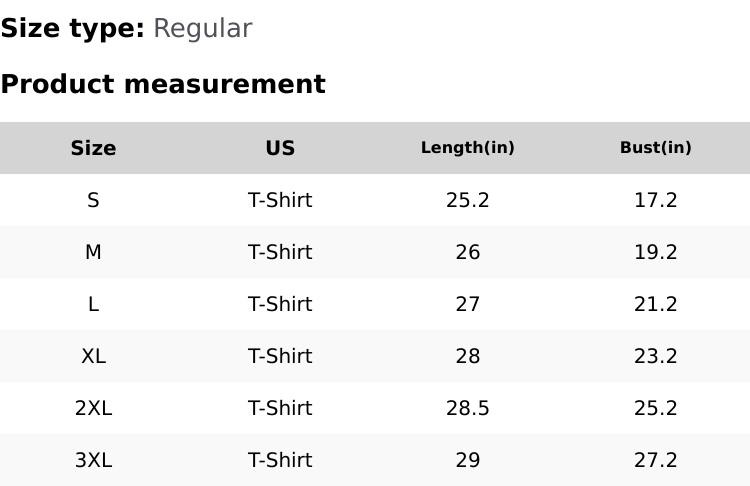 Size type: Regular
Product measurement
Size US Length(in) Bust(in)
S T-Shirt 25.2 17.2
M T-Shirt 26 19.2
L T-Shirt 27 21.2
XL T-Shirt 28 23.2
2XL T-Shirt 28.5 25.2
3XL T-Shirt 29 27.2